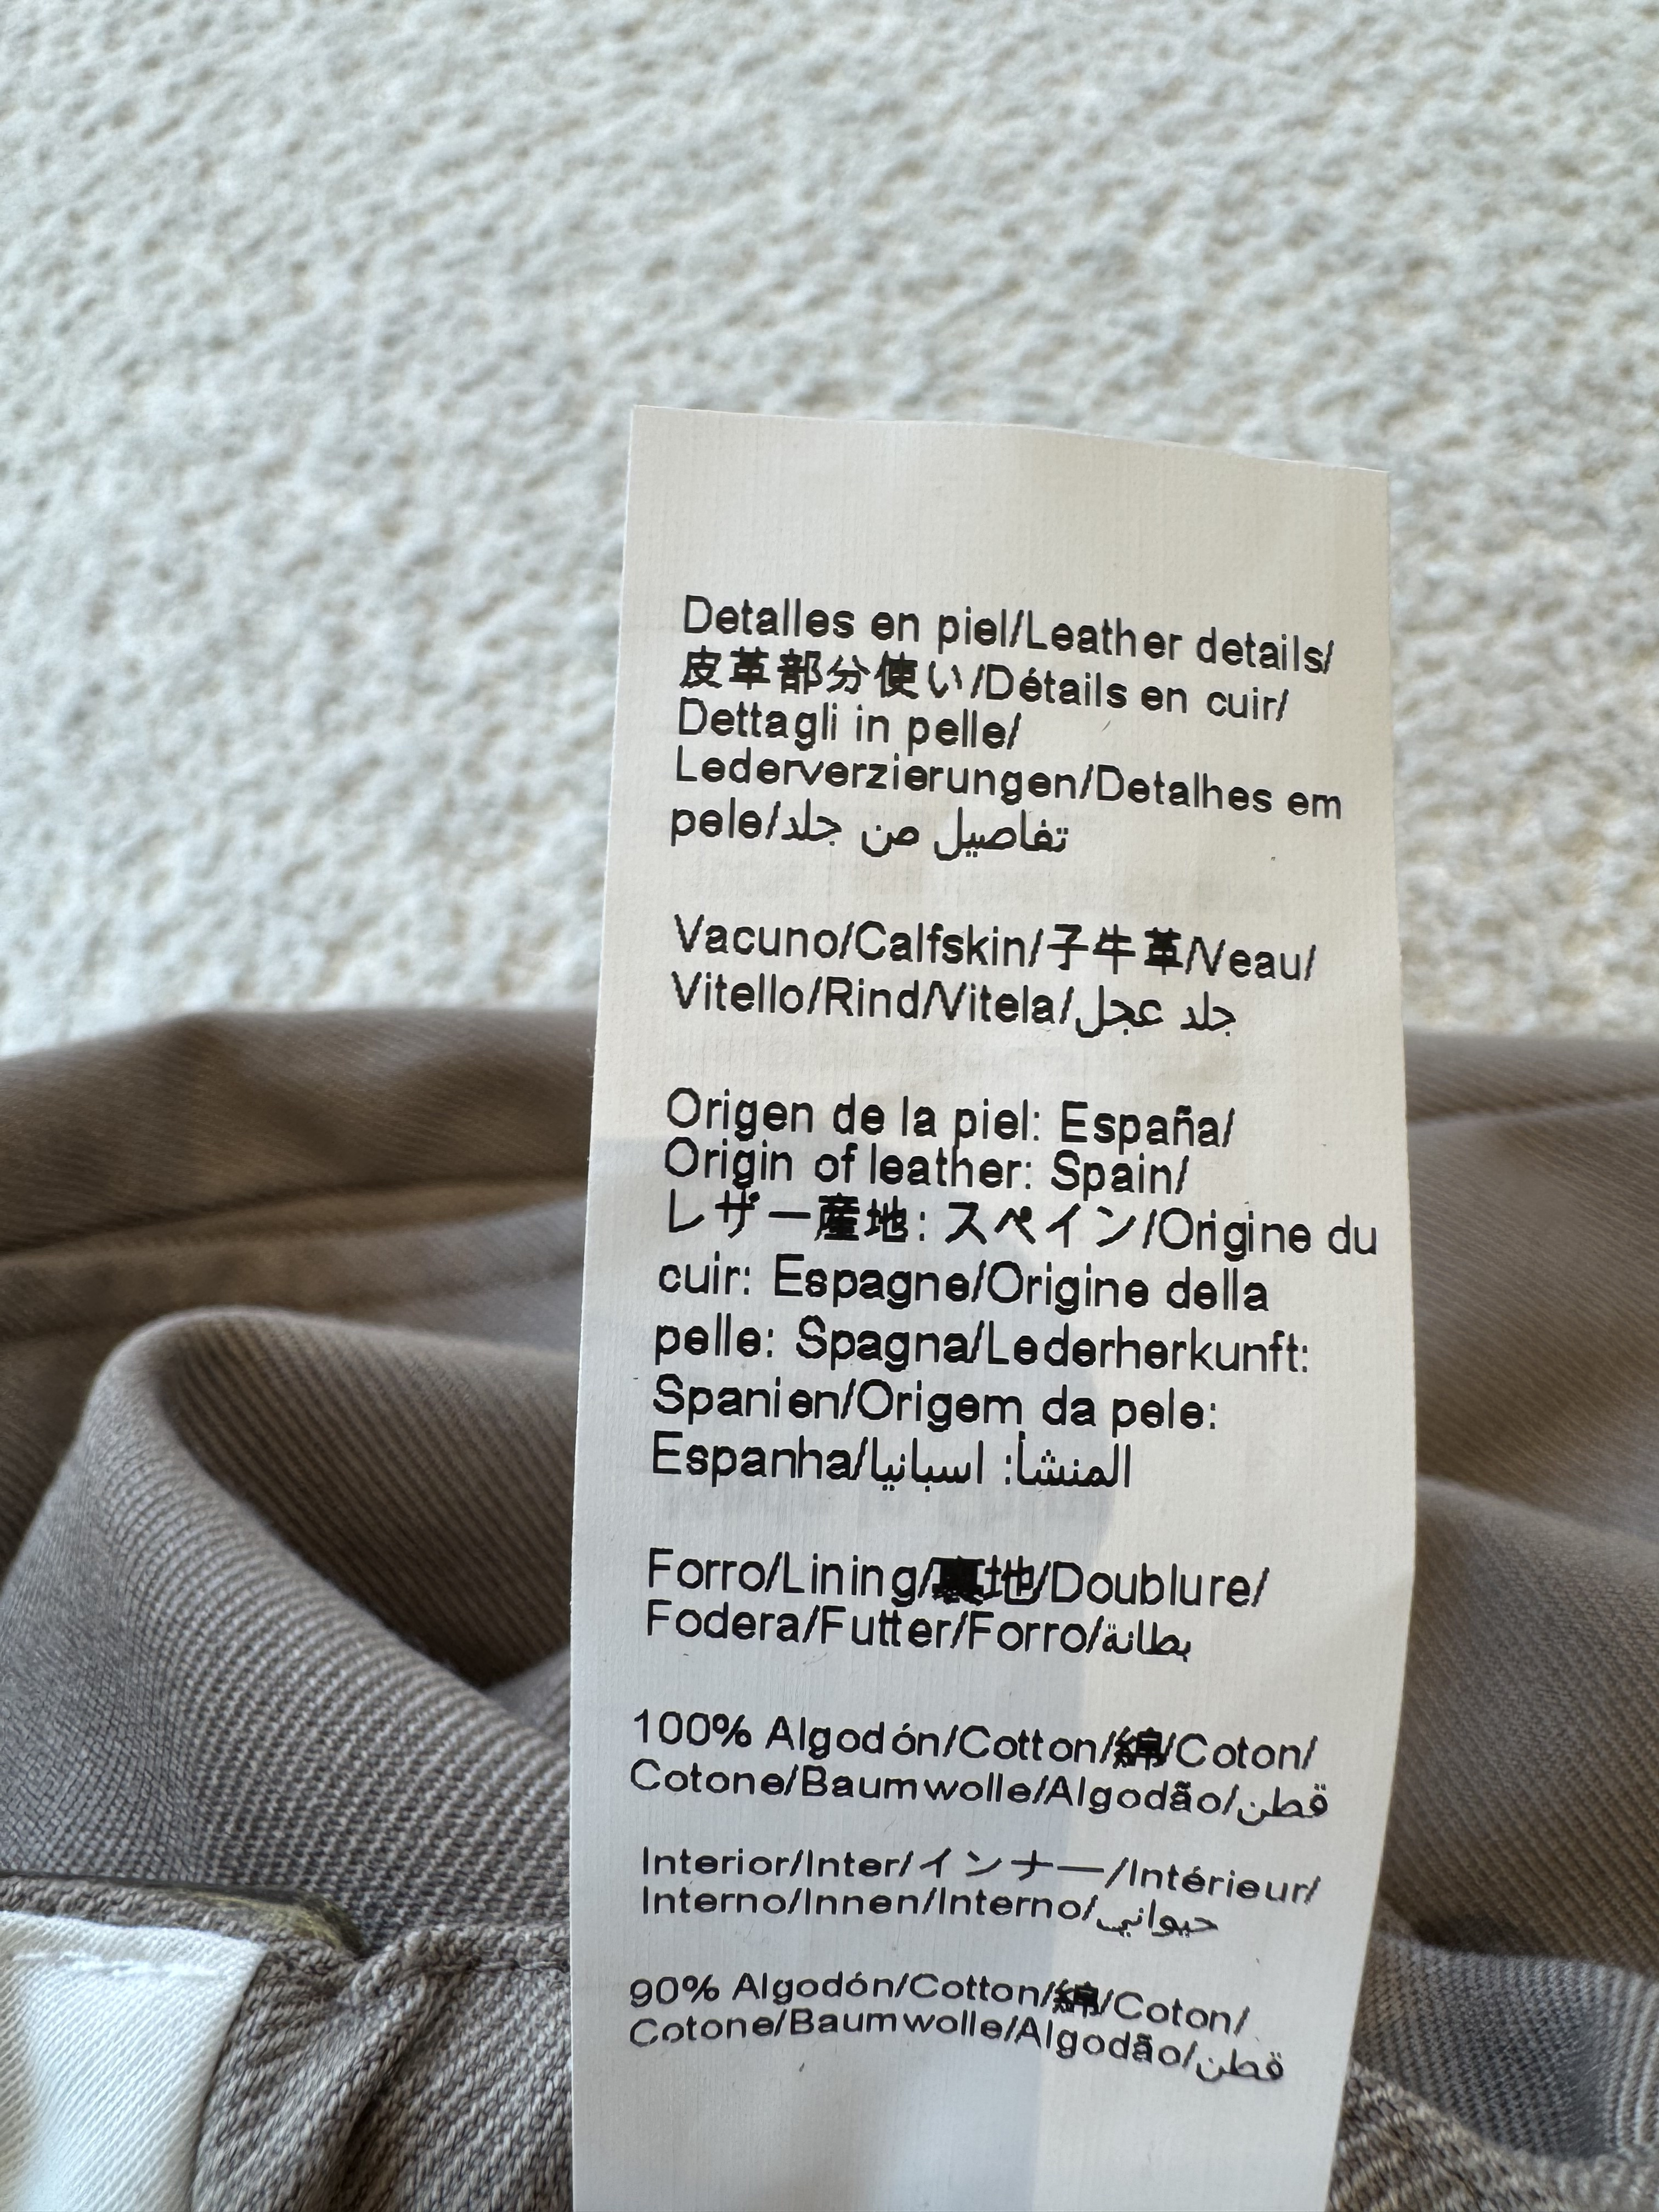 Detalles en piel/Leather details/
皮革部分使い/Détails en cuir/
Dettagli in pelle/
Lederverzierungen/Detalhes em
pele/تفاصيل من جلد
Vacuno/Calfskin/子牛革/Veau/
Vitello/Rind/Vitela/جلد عجل
Origen de la piel: España/
Origin of leather: Spain/
レザー産地: スペイン/Origine du
cuir: Espagne/Origine della
pelle: Spagna/Lederherkunft:
Spanien/Origem da pele:
Espanha/المنشأ: اسبانيا
Forro/Lining/裏地/Doublure/
Fodera/Futter/Forro/بطانة
100% Algodón/Cotton/綿/Coton/
Cotone/Baumwolle/Algodão/قطن
Interior/Inter/インナー/Intérieur/
Interno/Innen/Interno/حيواني
90% Algodón/Cotton/綿/Coton/
Cotone/Baumwolle/Algodão/قطن